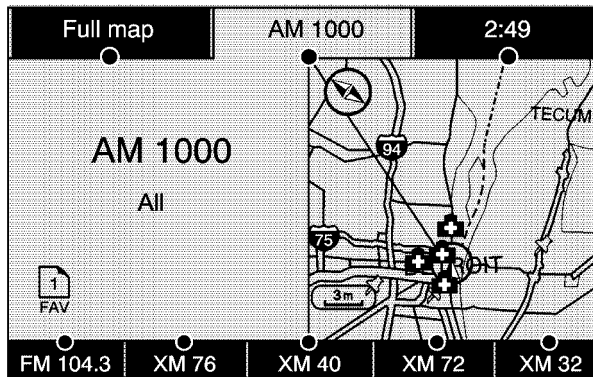 Full map
AM 1000
2:49
AM 1000
All
1
FAV
TECUM
94
75
3m
FM 104.3
XM 76
XM 40
XM 72
XM 32